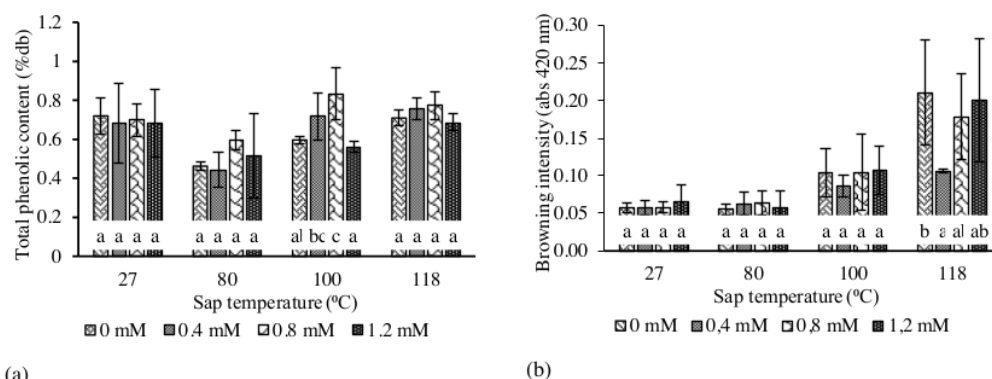 Total phenolic content (%db)
1.2
1
0.8
0.6
0.4
0.2
0
a a a a
a a a a
al bc c a
a a a a
27 80 100 118
Sap temperature (⁰C)
0 mM 0.4 mM 0.8 mM 1.2 mM
(a)
Browning intensity (abs 420 nm)
0.30
0.25
0.20
0.15
0.10
0.05
0.00
a a a a
a a a a
a a a a
b a al ab
27 80 100 118
Sap temperature (⁰C)
0 mM 0,4 mM 0,8 mM 1,2 mM
(b)